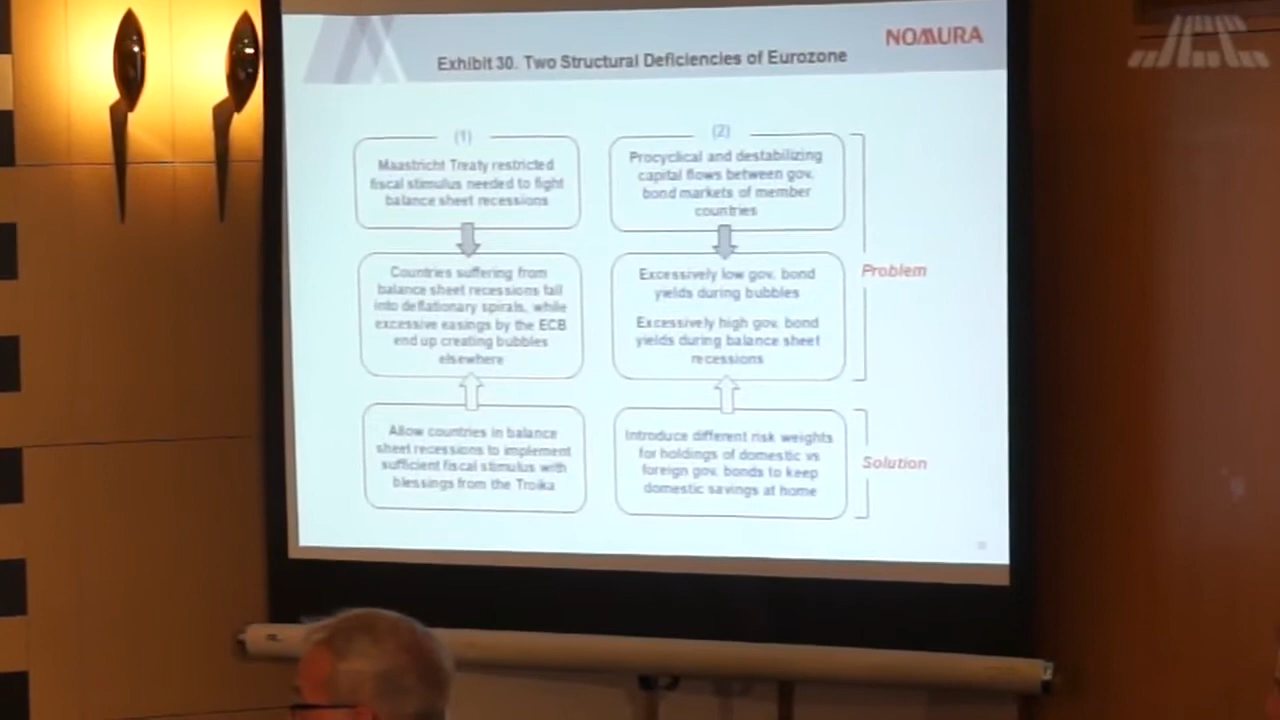 NOMURA
Exhibit 30. Two Structural Deficiencies of Eurozone
(1)
Maastricht Treaty restricted
fiscal stimulus needed to fight
balance sheet recessions
Countries suffering from
balance sheet recessions fall
into deflationary spirals, while
excessive easings by the ECB
end up creating bubbles
elsewhere
Allow countries in balance
sheet recessions to implement
sufficient fiscal stimulus with
blessings from the Troika
(2)
Procyclical and destabilizing
capital flows between gov.
bond markets of member
countries
Excessively low gov. bond
yields during bubbles
Excessively high gov. bond
yields during balance sheet
recessions
Introduce different risk weights
for holdings of domestic vs
foreign gov. bonds to keep
domestic savings at home
Problem
Solution